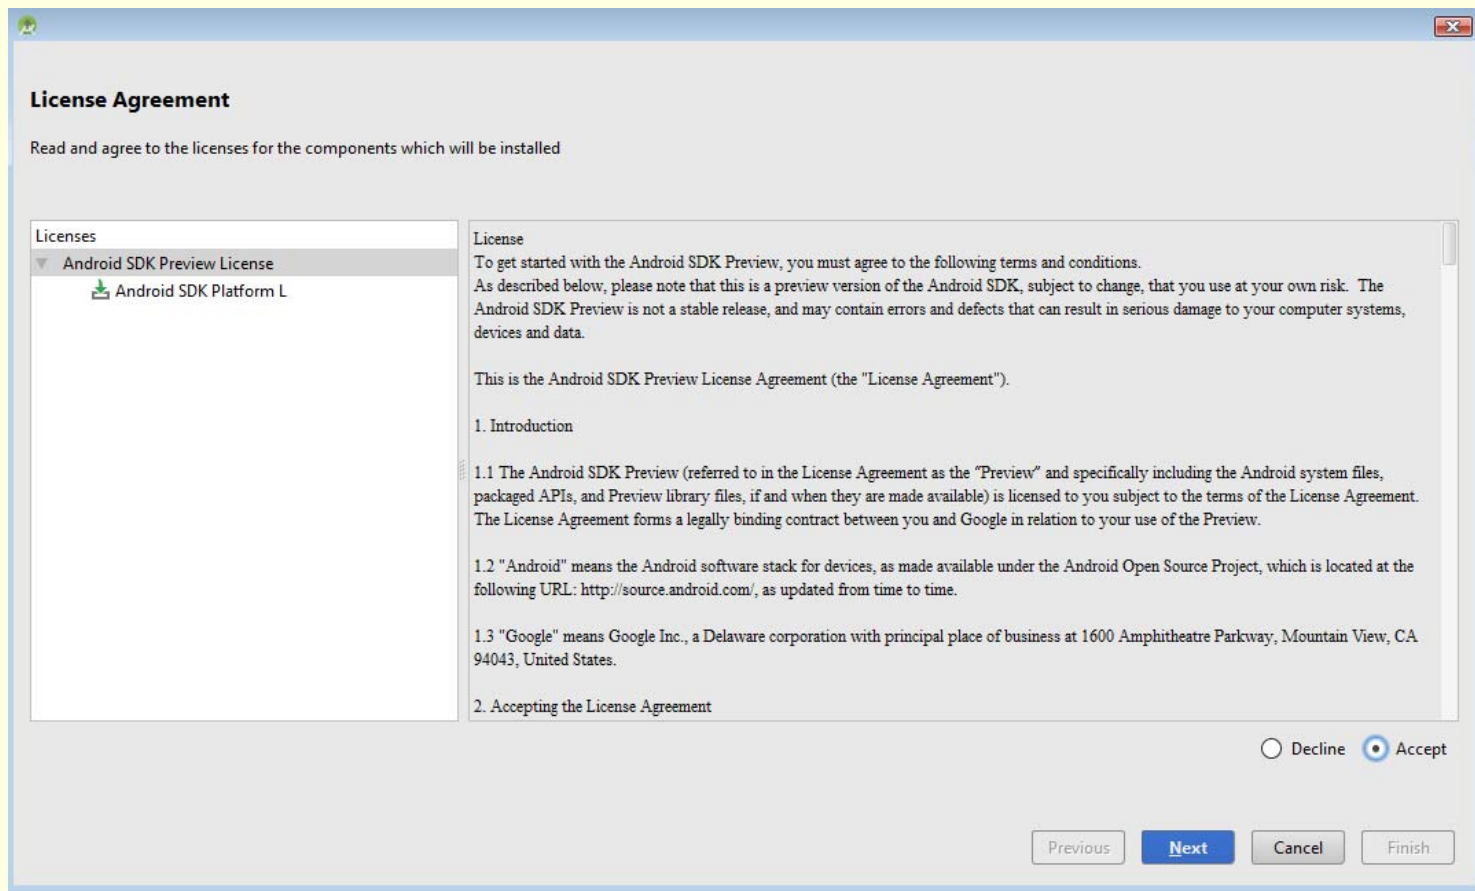 License Agreement
Read and agree to the licenses for the components which will be installed
Licenses
Android SDK Preview License
Android SDK Platform L
License
To get started with the Android SDK Preview, you must agree to the following terms and conditions.
As described below, please note that this is a preview version of the Android SDK, subject to change, that you use at your own risk.  The
Android SDK Preview is not a stable release, and may contain errors and defects that can result in serious damage to your computer systems,
devices and data.
This is the Android SDK Preview License Agreement (the "License Agreement").
1. Introduction
1.1 The Android SDK Preview (referred to in the License Agreement as the “Preview” and specifically including the Android system files,
packaged APIs, and Preview library files, if and when they are made available) is licensed to you subject to the terms of the License Agreement.
The License Agreement forms a legally binding contract between you and Google in relation to your use of the Preview.
1.2 "Android" means the Android software stack for devices, as made available under the Android Open Source Project, which is located at the
following URL: http://source.android.com/, as updated from time to time.
1.3 "Google" means Google Inc., a Delaware corporation with principal place of business at 1600 Amphitheatre Parkway, Mountain View, CA
94043, United States.
2. Accepting the License Agreement
Decline Accept
Previous Next Cancel Finish